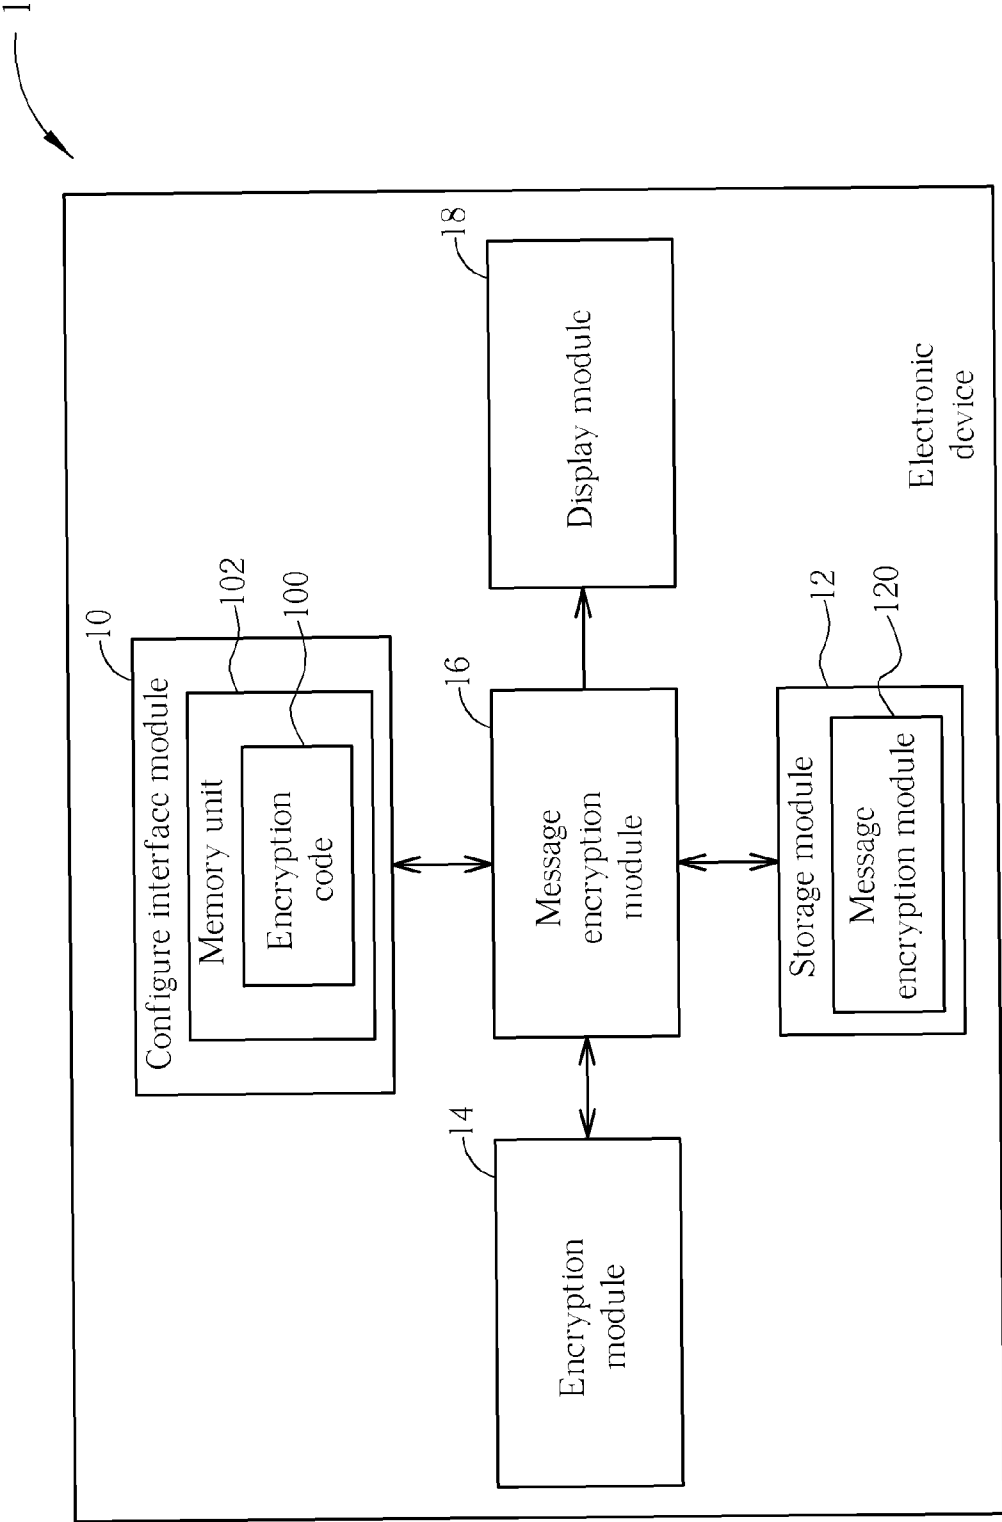 1
10
Configure interface module
102
Memory unit
100
Encryption
code
14
Encryption
module
16
Message
encryption
module
18
Display module
12
Storage module
120
Message
encryption module
Electronic
device